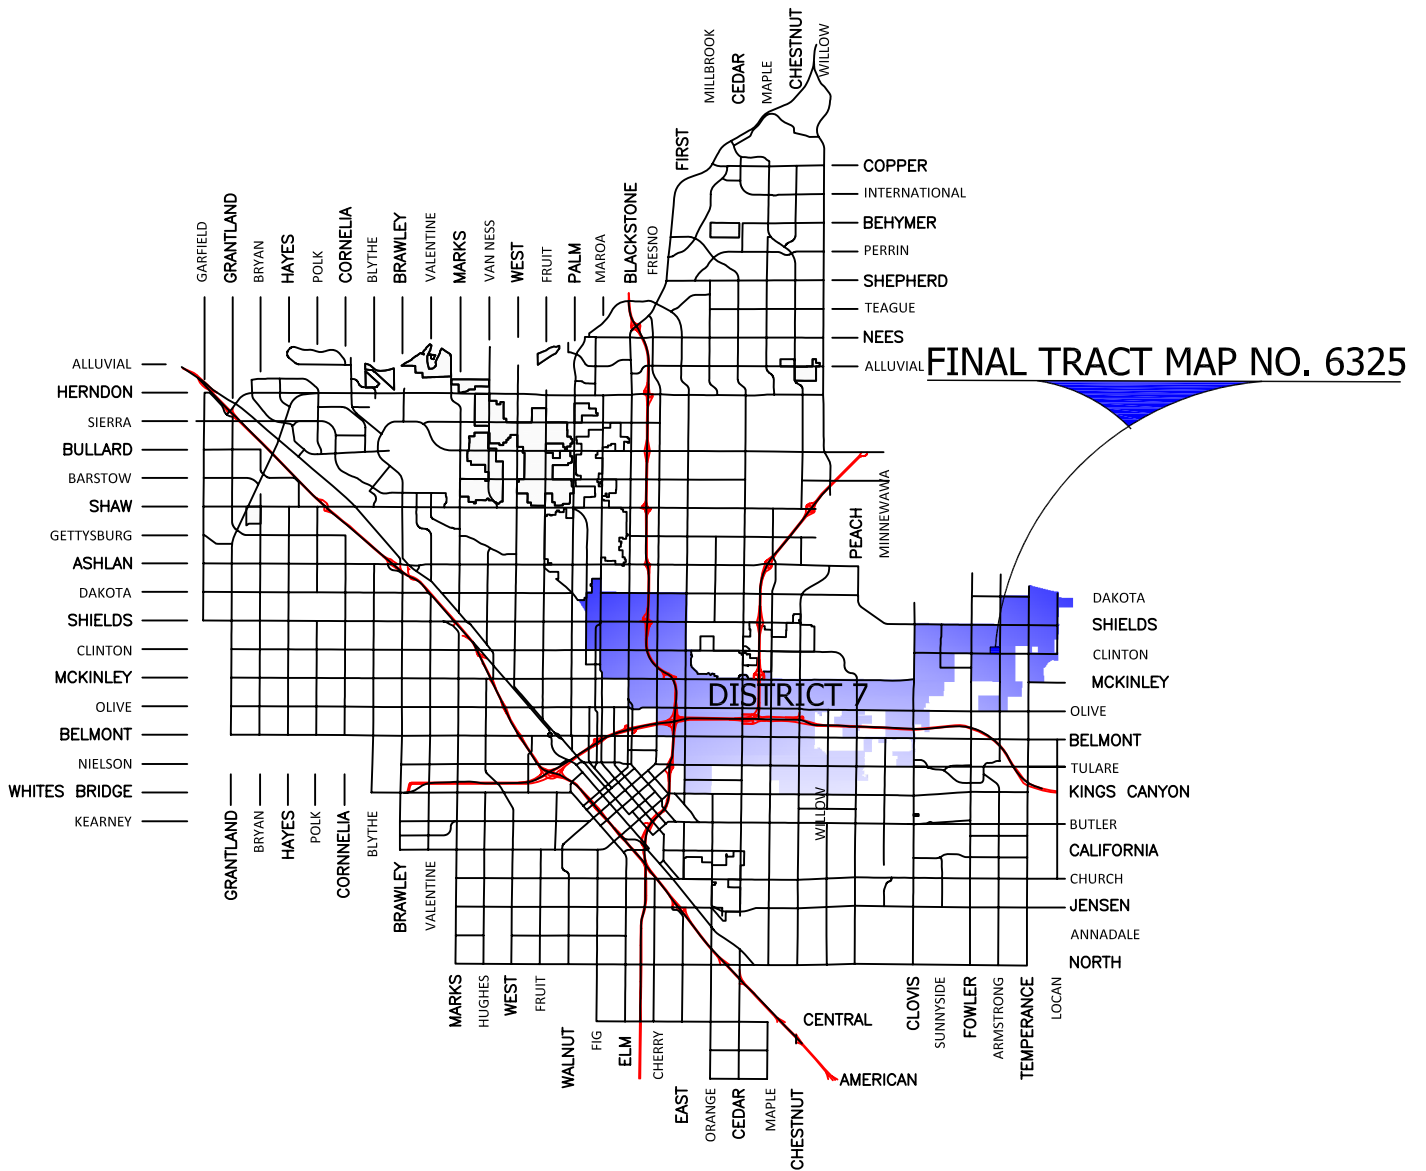 MILLBROOK
CEDAR
MAPLE
CHESTNUT
WILLOW
FIRST
COPPER
INTERNATIONAL
BEHYMER
PERRIN
SHEPHERD
TEAGUE
NEES
ALLUVIAL
GARFIELD
GRANTLAND
BRYAN
HAYES
POLK
CORNELIA
BLYTHE
BRAWLEY
VALENTINE
MARKS
VAN NESS
WEST
FRUIT
PALM
MAROA
BLACKSTONE
FRESNO
FINAL TRACT MAP NO. 6325
ALLUVIAL
HERNDON
SIERRA
BULLARD
BARSTOW
SHAW
GETTYSBURG
ASHLAN
DAKOTA
SHIELDS
CLINTON
MCKINLEY
OLIVE
BELMONT
NIELSON
WHITES BRIDGE
KEARNEY
PEACH
MINNEWAWA
DAKOTA
SHIELDS
CLINTON
MCKINLEY
OLIVE
BELMONT
TULARE
KINGS CANYON
BUTLER
CALIFORNIA
CHURCH
JENSEN
ANNADALE
NORTH
DISTRICT 7
WILLOW
GRANTLAND
BRYAN
HAYES
POLK
CORNNELIA
BLYTHE
BRAWLEY
VALENTINE
MARKS
HUGHES
WEST
FRUIT
WALNUT
FIG
ELM
CHERRY
EAST
ORANGE
CEDAR
MAPLE
CHESTNUT
CENTRAL
AMERICAN
CLOVIS
SUNNYSIDE
FOWLER
ARMSTRONG
TEMPERANCE
LOCAN